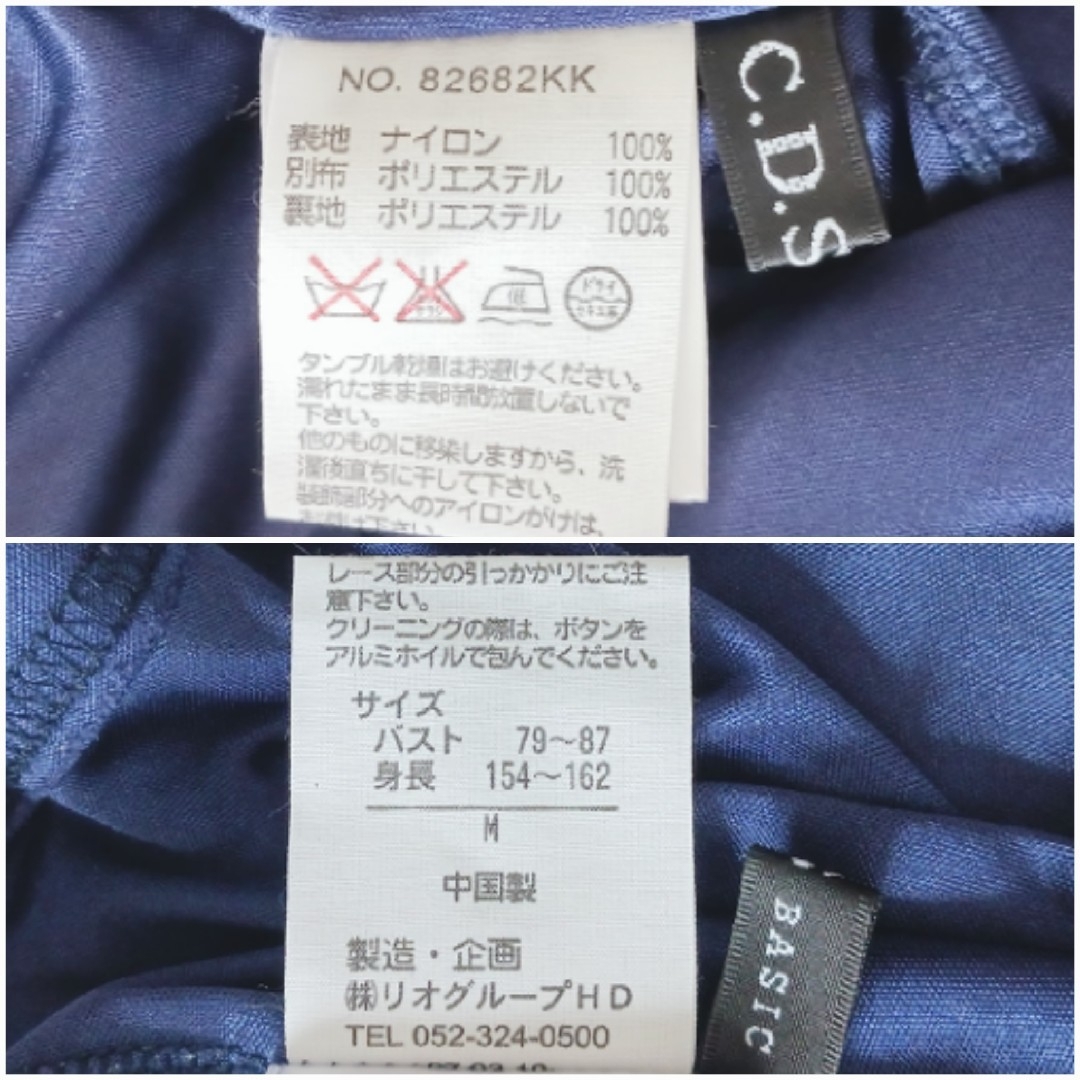 NO. 82682KK
表地 ナイロン 100%
別布 ポリエステル 100%
裏地 ポリエステル 100%
低
ドライ
セキユ系
タンブル乾燥はお避けください。
濡れたまま長時間放置しないで
下さい。
他のものに移染しますから、洗
濯後直ちに干して下さい。
装飾部分へのアイロンがけは、
C.D.S
レース部分の引っかかりにご注
意下さい。
クリーニングの際は、ボタンを
アルミホイルで包んでください。
サイズ
バスト 79～87
身長 154～162
M
中国製
製造・企画
㈱リオグループHD
TEL 052-324-0500
BASIC